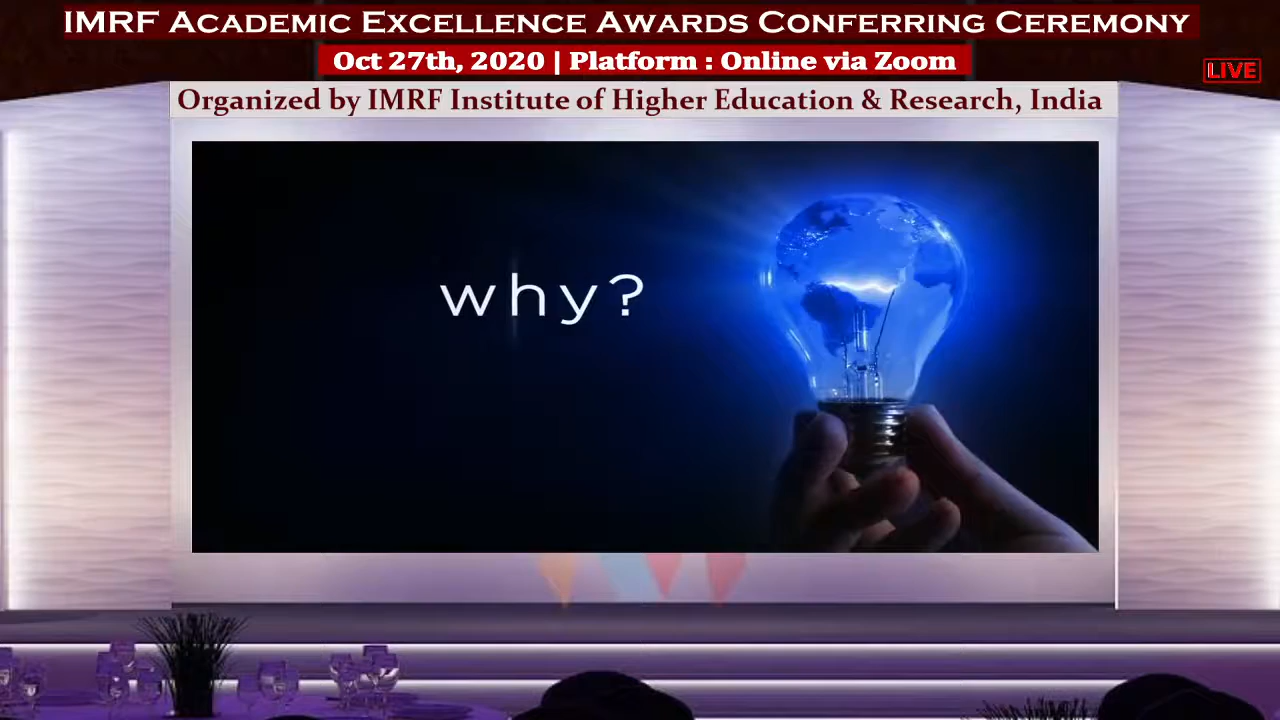 IMRF Academic Excellence Awards Conferring Ceremony
Oct 27th, 2020 | Platform : Online via Zoom
LIVE
Organized by IMRF Institute of Higher Education & Research, India
why?